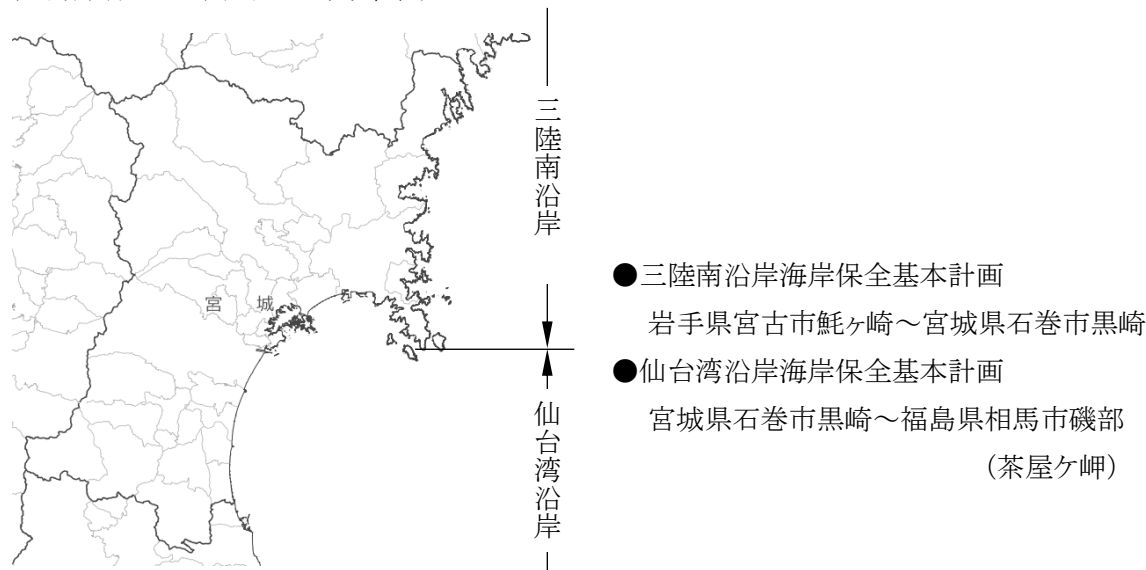 三陸南沿岸
宮　城
仙台湾沿岸
●三陸南沿岸海岸保全基本計画
岩手県宮古市魹ヶ崎～宮城県石巻市黒崎
●仙台湾沿岸海岸保全基本計画
宮城県石巻市黒崎～福島県相馬市磯部
（茶屋ケ岬）